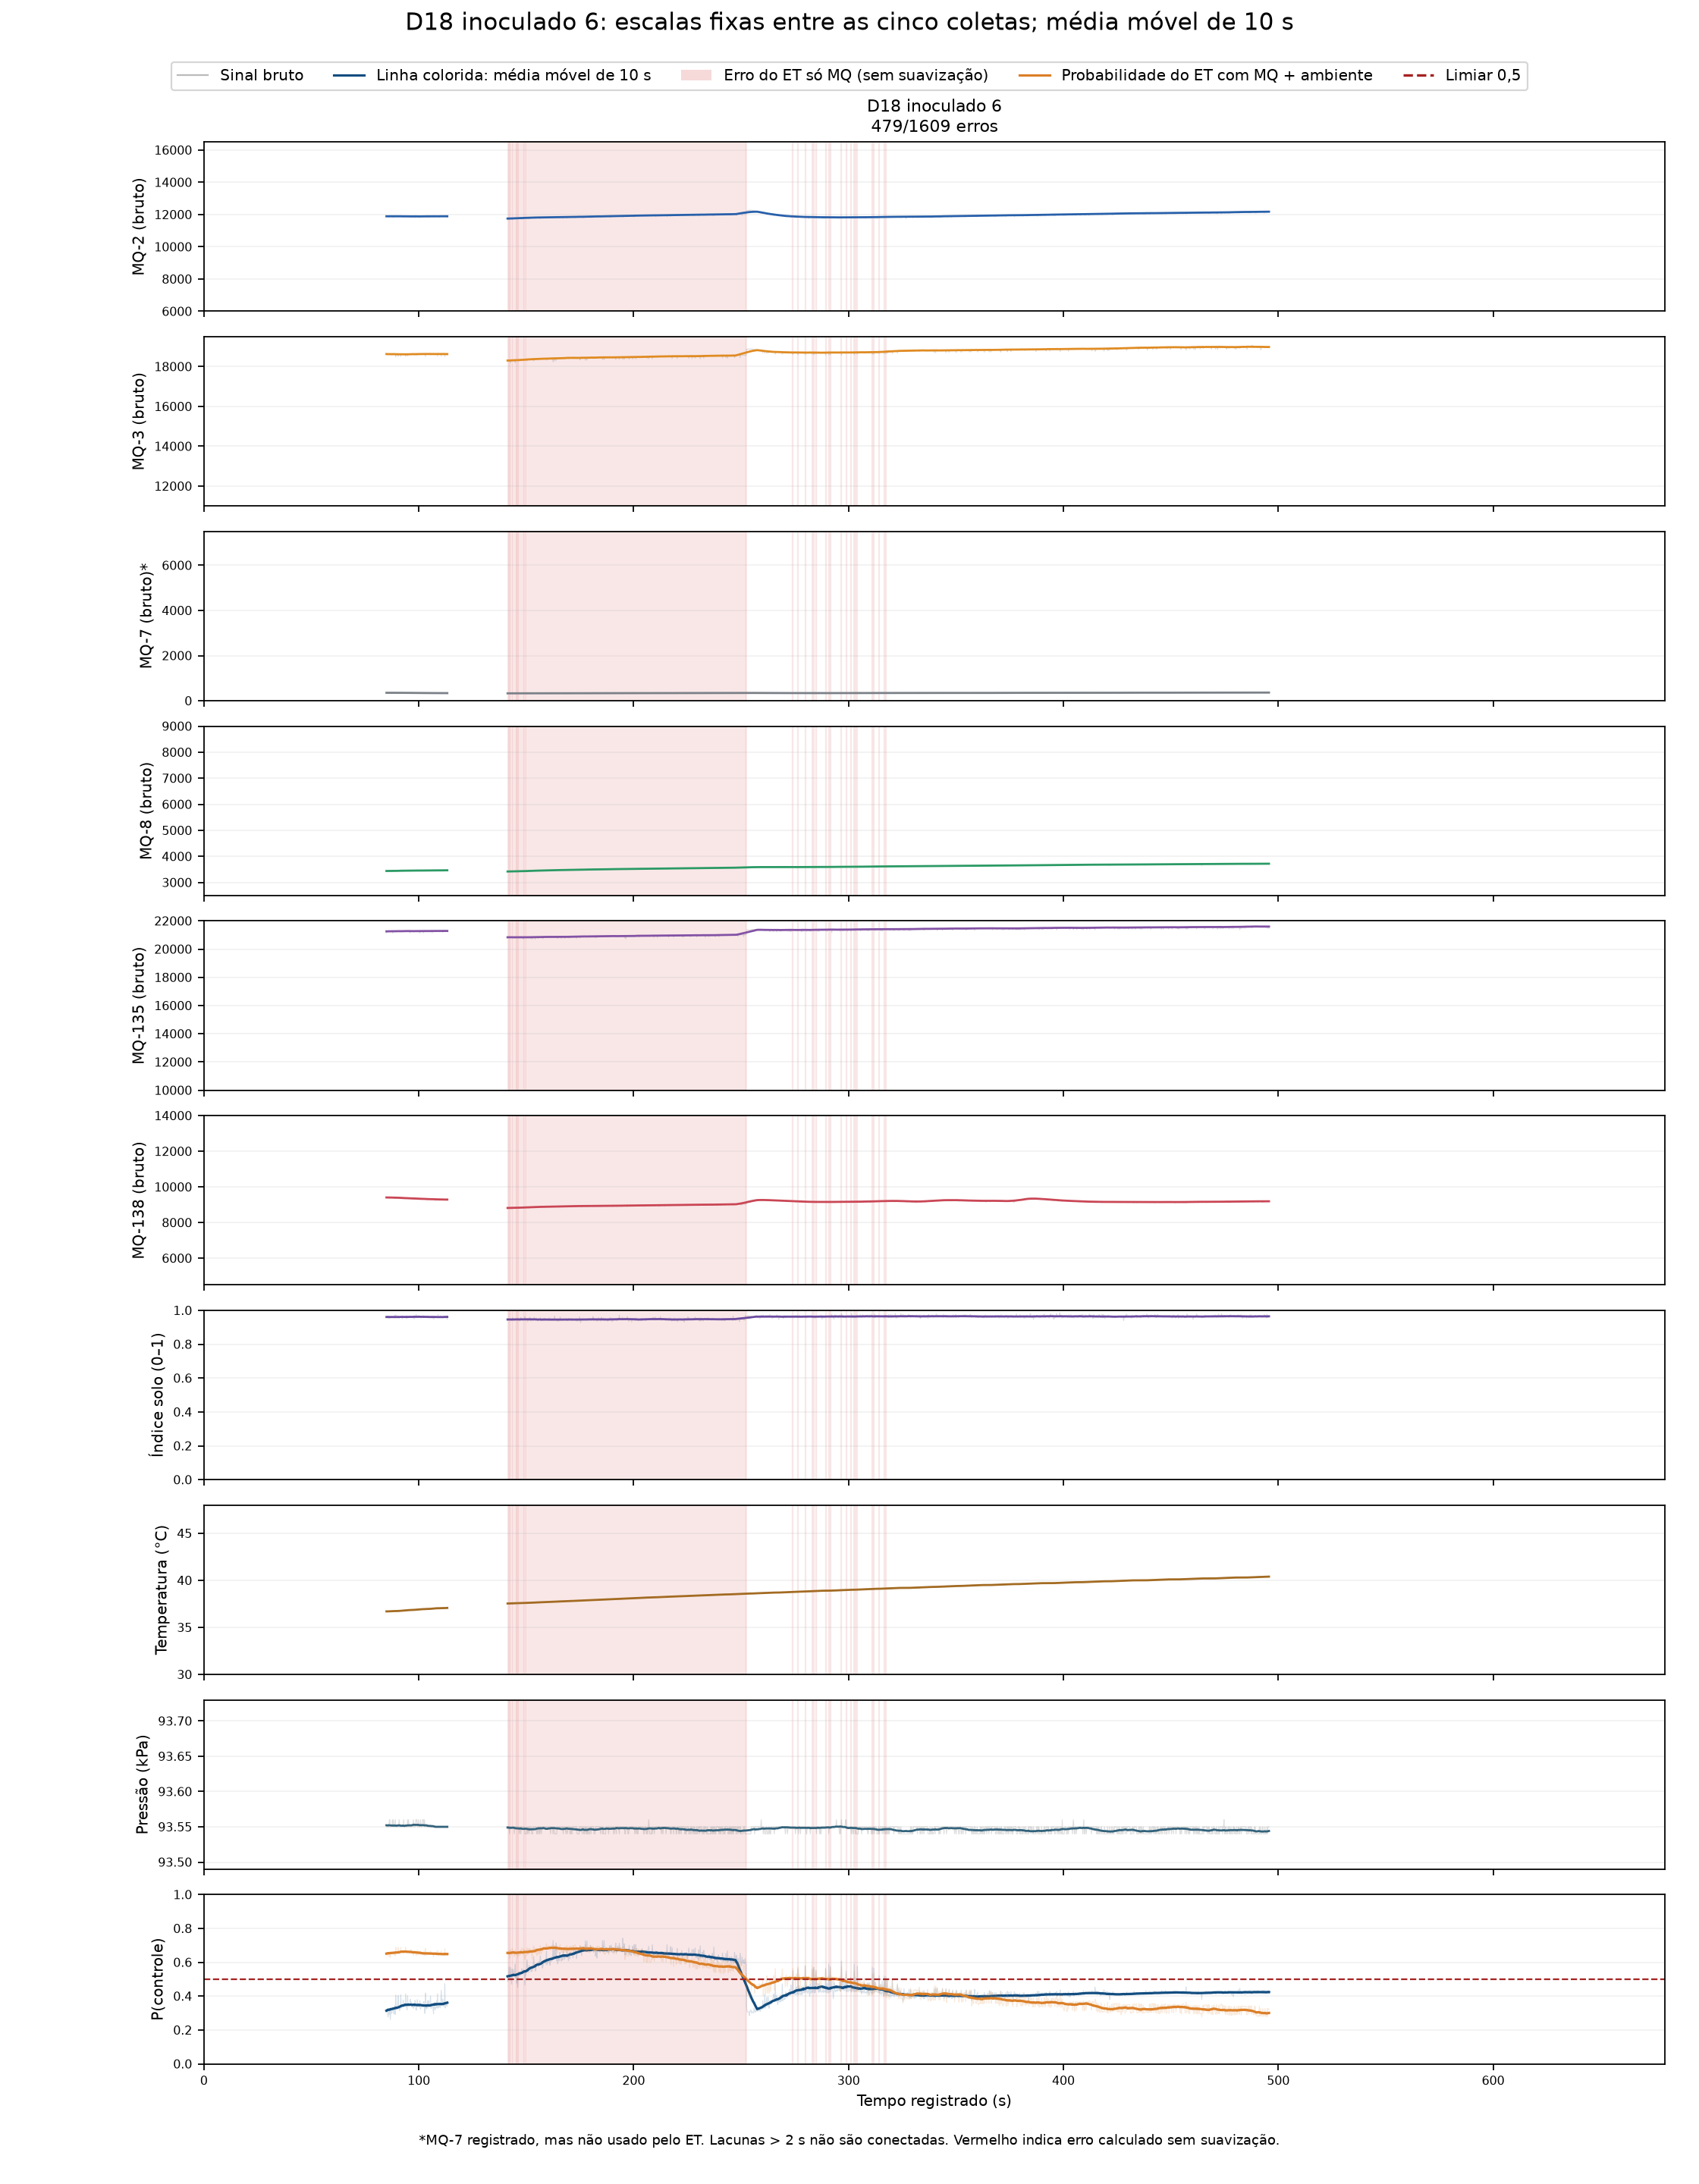 D18 inoculado 6: escalas fixas entre as cinco coletas; média móvel de 10 s
Sinal bruto
Linha colorida: média móvel de 10 s
Erro do ET só MQ (sem suavização)
Probabilidade do ET com MQ + ambiente
Limiar 0,5
D18 inoculado 6
479/1609 erros
MQ-2 (bruto)
16000
14000
12000
10000
8000
6000
MQ-3 (bruto)
18000
16000
14000
12000
MQ-7 (bruto)*
6000
4000
2000
0
MQ-8 (bruto)
9000
8000
7000
6000
5000
4000
3000
MQ-135 (bruto)
22000
20000
18000
16000
14000
12000
10000
MQ-138 (bruto)
14000
12000
10000
8000
6000
Índice solo (0–1)
1.0
0.8
0.6
0.4
0.2
0.0
Temperatura (°C)
45
40
35
30
Pressão (kPa)
93.70
93.65
93.60
93.55
93.50
P(controle)
1.0
0.8
0.6
0.4
0.2
0.0
0 100 200 300 400 500 600
Tempo registrado (s)
*MQ-7 registrado, mas não usado pelo ET. Lacunas > 2 s não são conectadas. Vermelho indica erro calculado sem suavização.